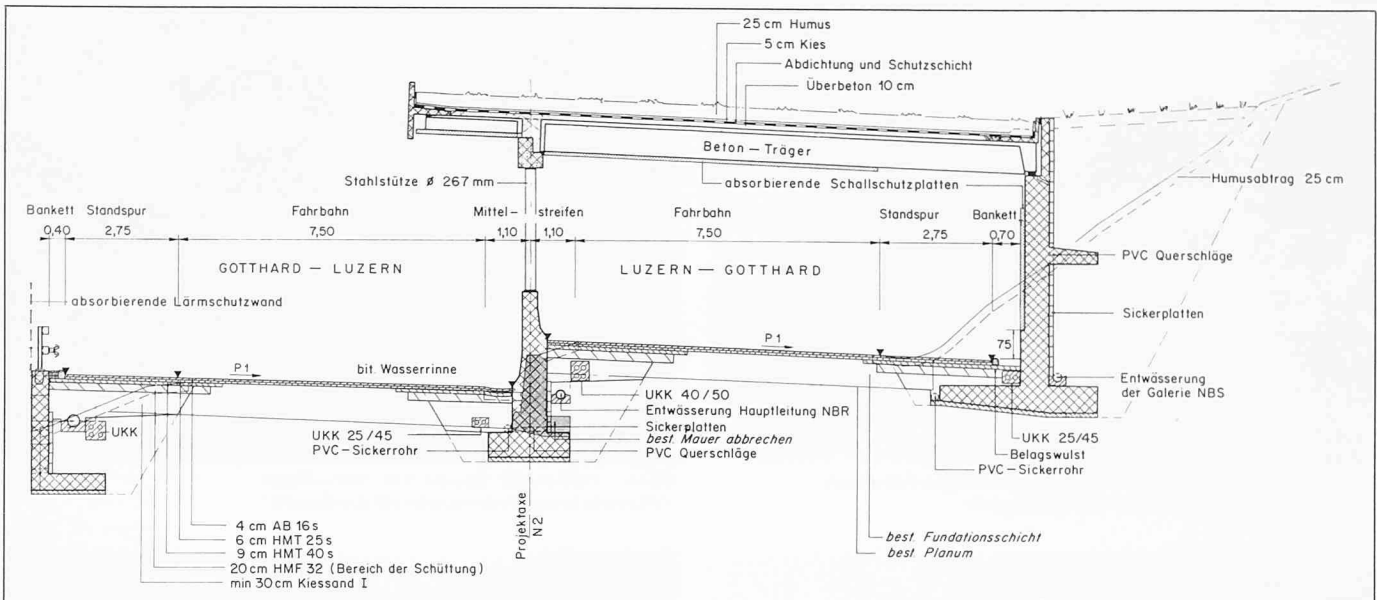 25 cm Humus
5 cm Kies
Abdichtung und Schutzschicht
Überbeton 10 cm
Beton – Träger
Stahlstütze ø 267 mm
absorbierende Schallschutzplatten
Humusabtrag 25 cm
Bankett Standspur Fahrbahn Mittel – streifen Fahrbahn Standspur Bankett
0,40 2,75 7,50 1,10 1,10 7,50 2,75 0,70
GOTTHARD – LUZERN
LUZERN – GOTTHARD
PVC Querschläge
absorbierende Lärmschutzwand
Sickerplatten
P1
75
P1
bit. Wasserrinne
UKK 40/50
Entwässerung der Galerie NBS
Entwässerung Hauptleitung NBR
UKK
UKK 25/45
Sickerplatten
best. Mauer abbrechen
UKK 25/45
PVC-Sickerrohr
PVC Querschläge
Belagswulst
PVC-Sickerrohr
Projektaxe
N2
4 cm AB 16s
6 cm HMT 25s
9 cm HMT 40s
20 cm HMF 32 (Bereich der Schüttung)
min 30 cm Kiessand I
best. Fundationsschicht
best. Planum